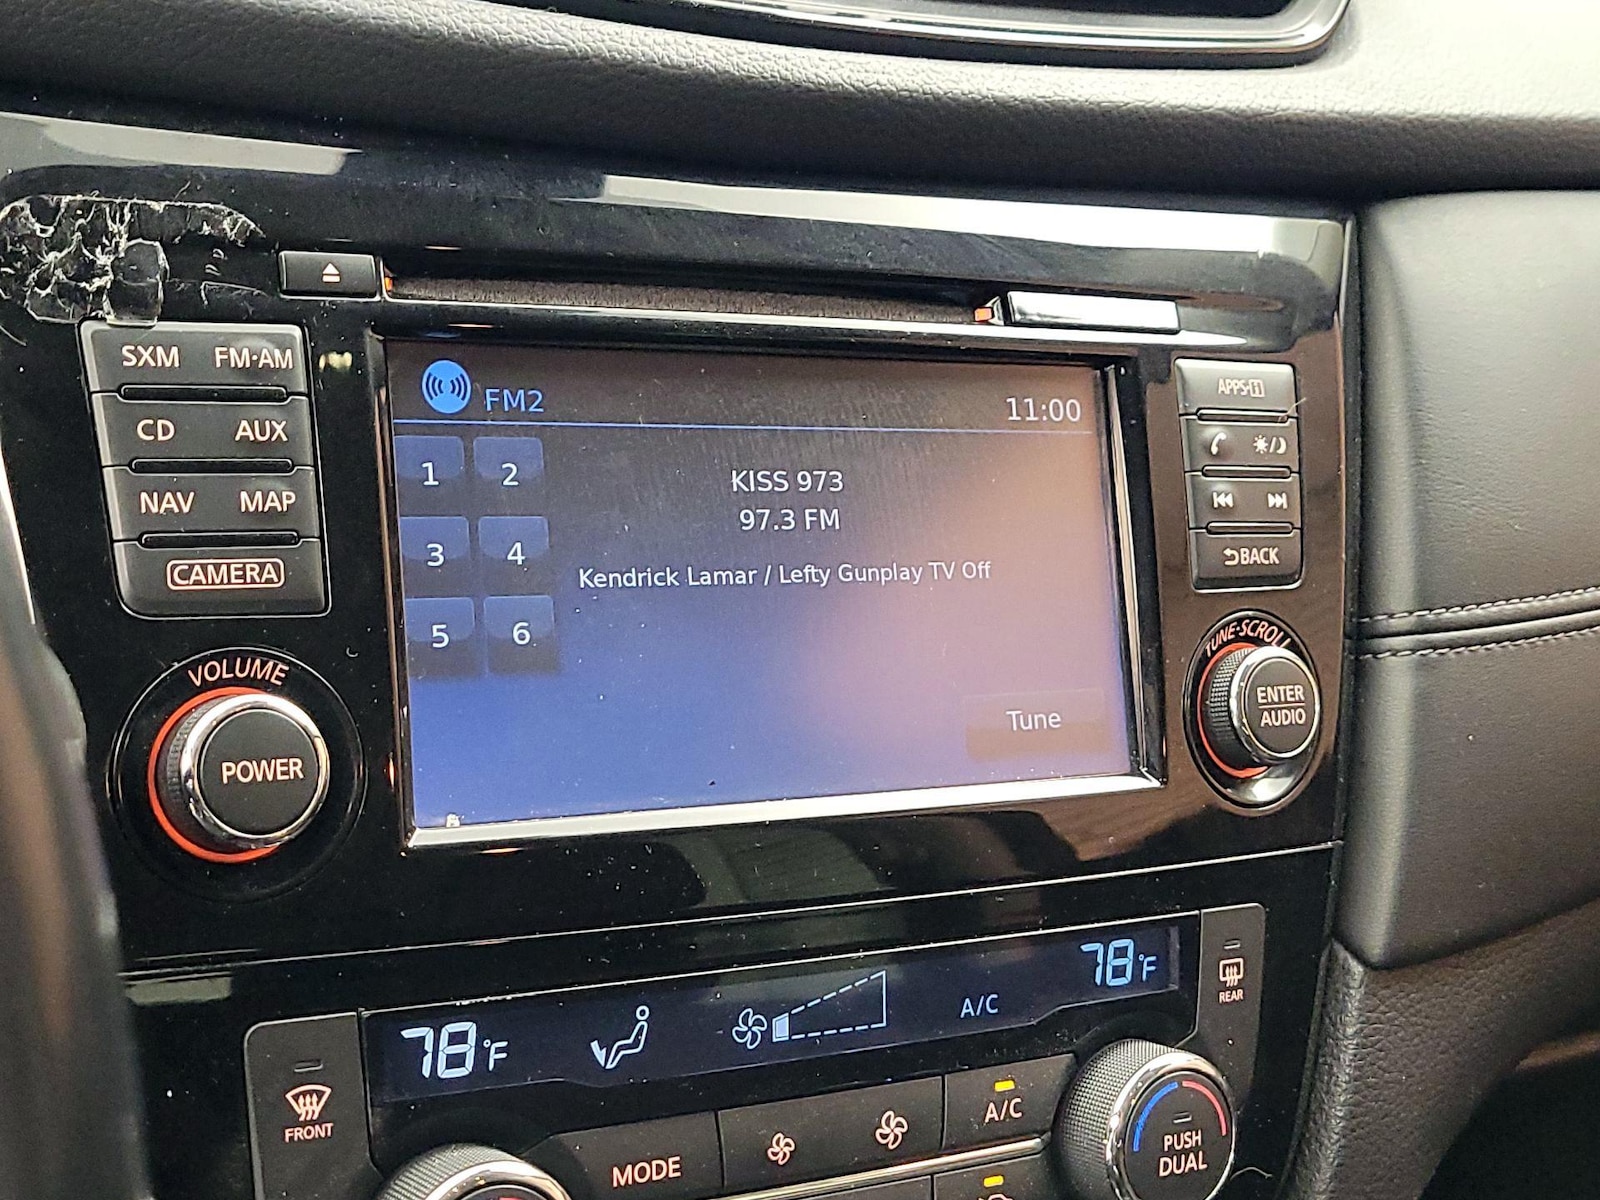 SXM FM·AM
CD AUX
NAV MAP
CAMERA
VOLUME
POWER
FM2 11:00
1 2
3 4
5 6
KISS 973
97.3 FM
Kendrick Lamar / Lefty Gunplay TV Off
Tune
APPS·i
BACK
TUNE·SCROLL
ENTER
AUDIO
78°F A/C 78°F
REAR
FRONT
MODE
A/C
PUSH
DUAL